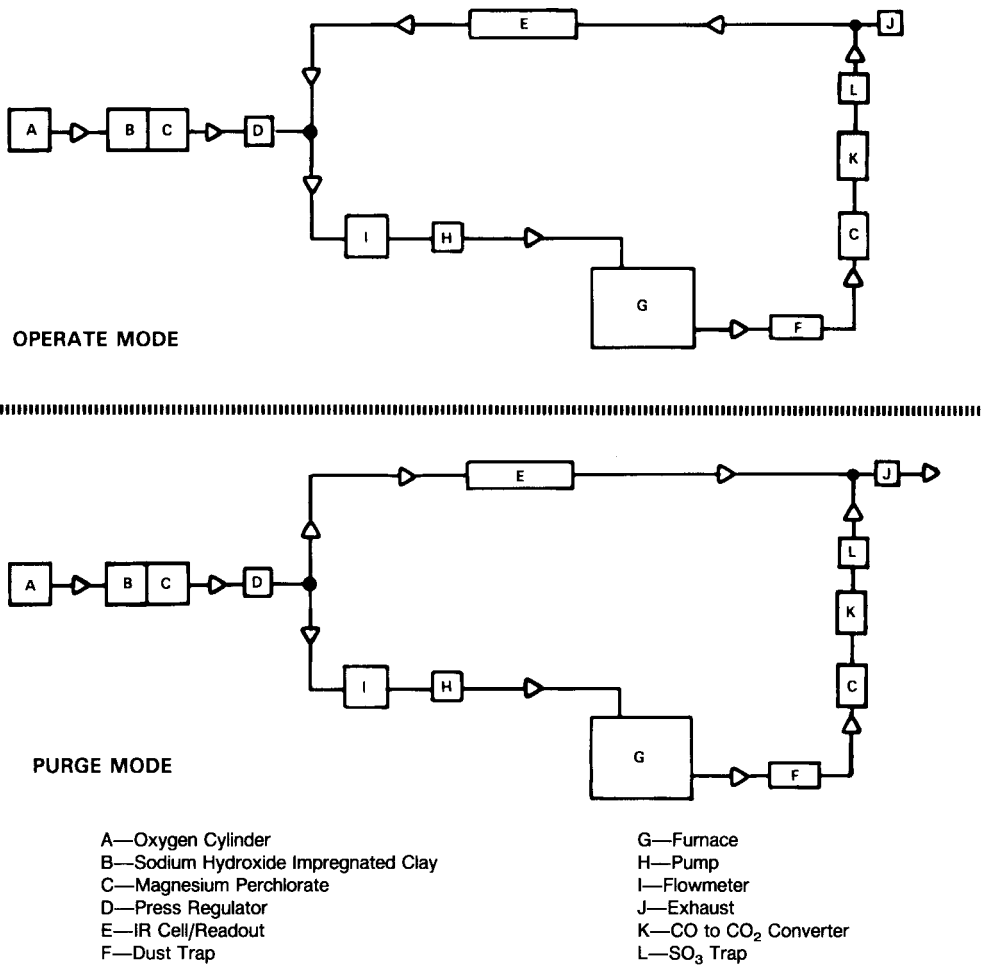 E
J
L
A
B
C
D
K
I
H
C
G
F
OPERATE MODE
E
J
L
A
B
C
D
K
I
H
C
G
F
PURGE MODE
A—Oxygen Cylinder
B—Sodium Hydroxide Impregnated Clay
C—Magnesium Perchlorate
D—Press Regulator
E—IR Cell/Readout
F—Dust Trap
G—Furnace
H—Pump
I—Flowmeter
J—Exhaust
K—CO to CO₂ Converter
L—SO₃ Trap